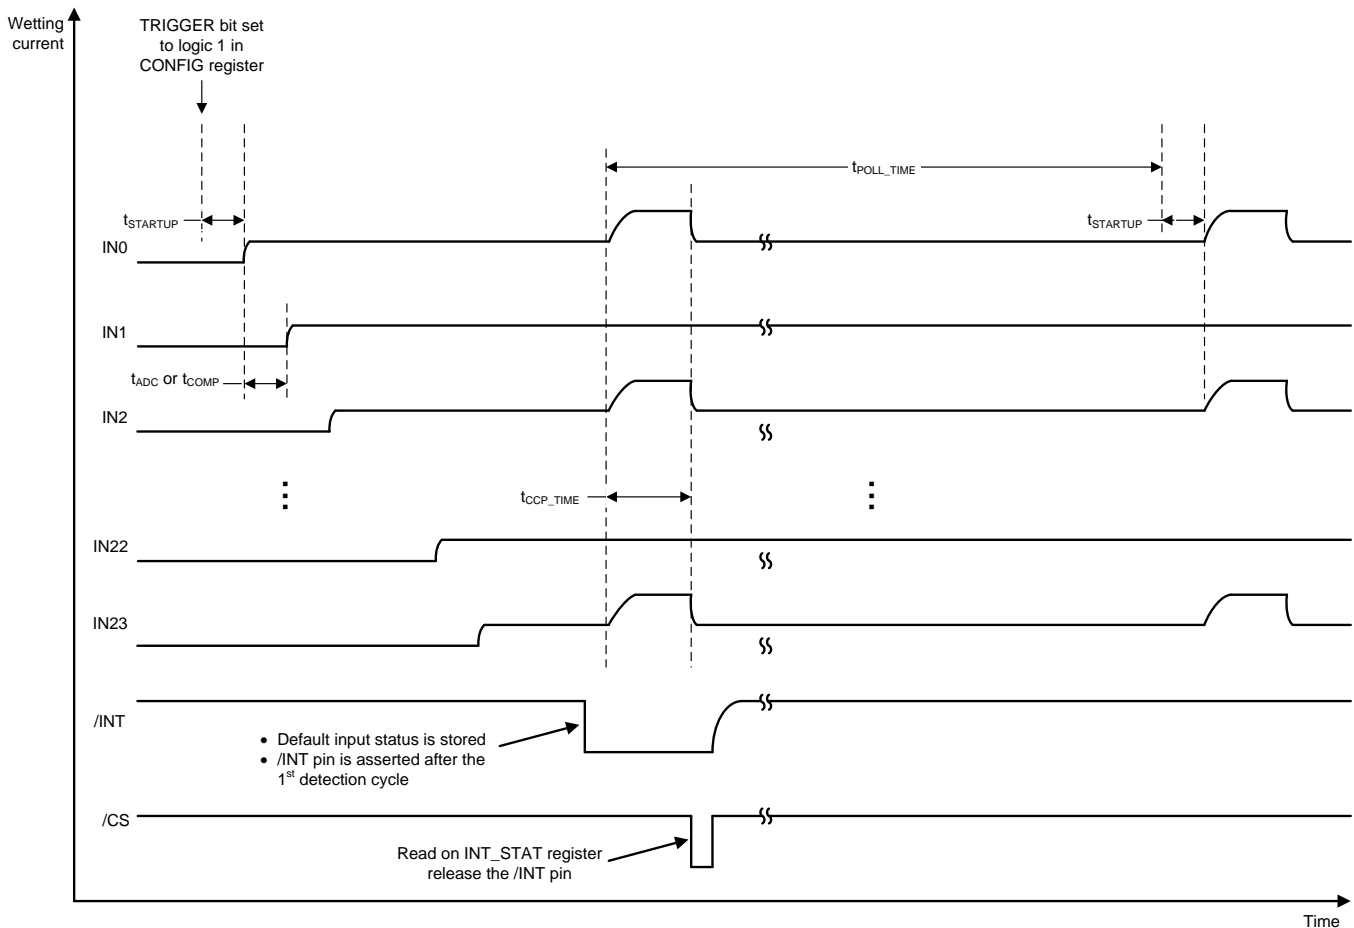 Wetting
current
TRIGGER bit set
to logic 1 in
CONFIG register
tPOLL_TIME
tSTARTUP
tSTARTUP
IN0
IN1
tADC or tCOMP
IN2
tCCP_TIME
IN22
IN23
/INT
• Default input status is stored
• /INT pin is asserted after the
1st detection cycle
/CS
Read on INT_STAT register
release the /INT pin
Time